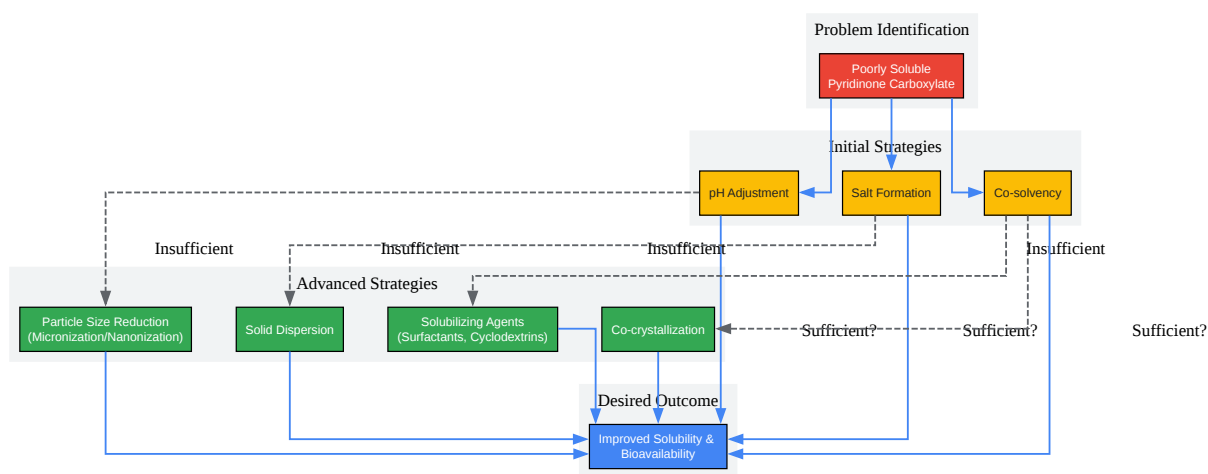 Problem Identification
Poorly Soluble
Pyridinone Carboxylate
Initial Strategies
pH Adjustment
Salt Formation
Co-solvency
Insufficient
Insufficient
Insufficient
Insufficient
Advanced Strategies
Particle Size Reduction
(Micronization/Nanonization)
Solid Dispersion
Solubilizing Agents
(Surfactants, Cyclodextrins)
Co-crystallization
Sufficient?
Sufficient?
Sufficient?
Desired Outcome
Improved Solubility &
Bioavailability